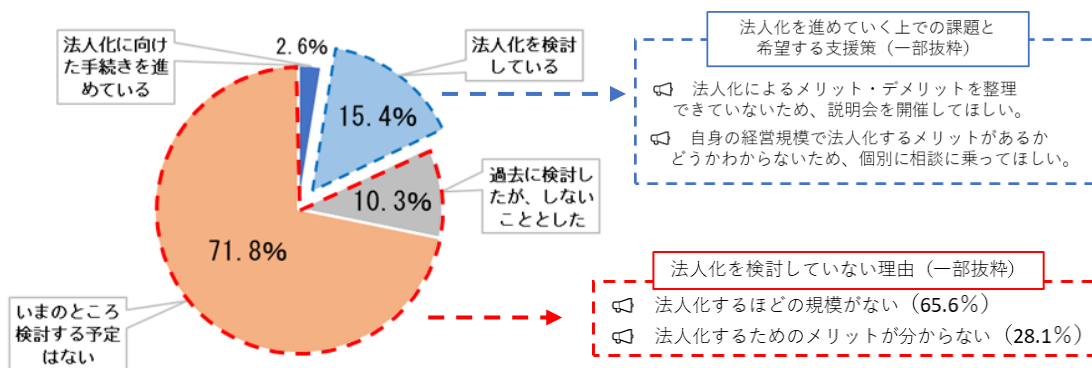 法人化に向け
た手続きを進
めている
2.6%
法人化を検討
している
15.4%
過去に検討し
たが、しない
こととした
10.3%
71.8%
いまのところ
検討する予定
はない
法人化を進めていく上での課題と
希望する支援策（一部抜粋）
法人化によるメリット・デメリットを整理
できていないため、説明会を開催してほしい。
自身の経営規模で法人化するメリットがあるか
どうかわからないため、個別に相談に乗ってほしい。
法人化を検討していない理由（一部抜粋）
法人化するほどの規模がない（65.6％）
法人化するためのメリットが分からない（28.1％）